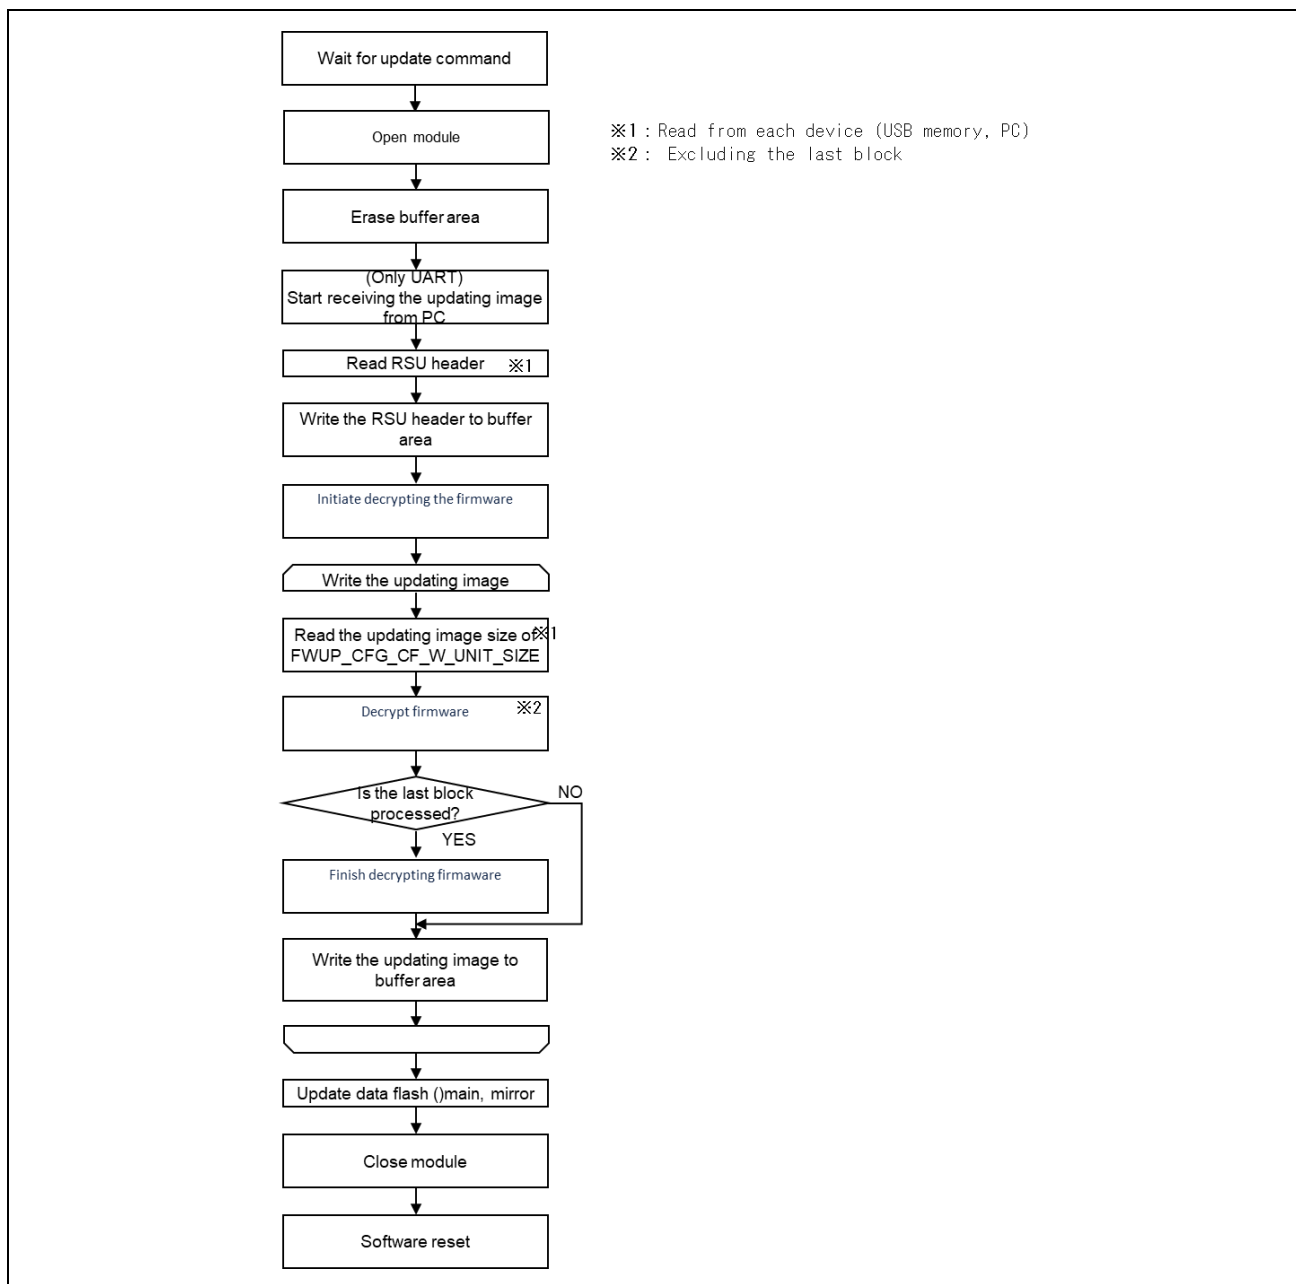 Wait for update command
Open module
※1 : Read from each device (USB memory, PC)
※2 : Excluding the last block
Erase buffer area
(Only UART)
Start receiving the updating image
from PC
Read RSU header ※1
Write the RSU header to buffer
area
Initiate decrypting the firmware
Write the updating image
Read the updating image size of※1
FWUP_CFG_CF_W_UNIT_SIZE
Decrypt firmware ※2
Is the last block
processed?
NO
YES
Finish decrypting firmaware
Write the updating image to
buffer area
Update data flash ()main, mirror
Close module
Software reset